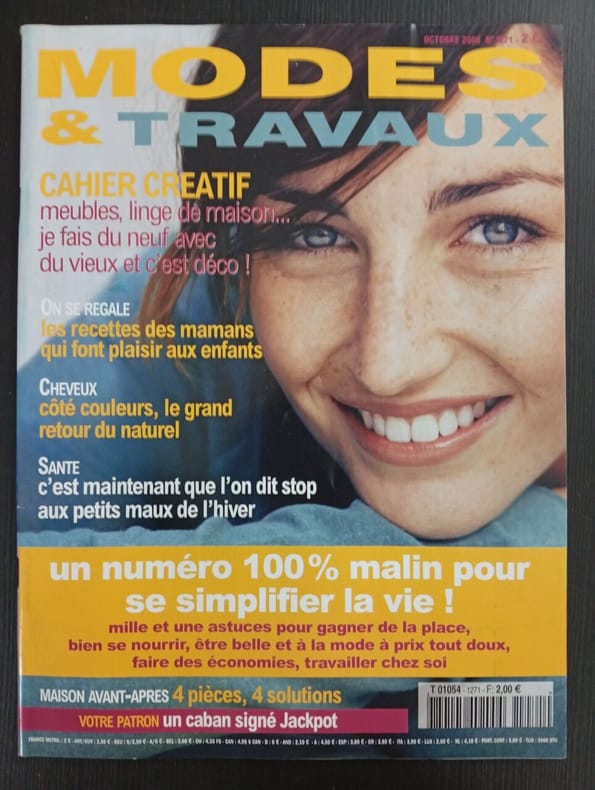 OCTOBRE 2006 N° 1271 - 2 €
MODES
& TRAVAUX
CAHIER CREATIF
meubles, linge de maison...
je fais du neuf avec
du vieux et c'est déco !
ON SE REGALE
les recettes des mamans
qui font plaisir aux enfants
CHEVEUX
côté couleurs, le grand
retour du naturel
SANTE
c'est maintenant que l'on dit stop
aux petits maux de l'hiver
un numéro 100% malin pour
se simplifier la vie !
mille et une astuces pour gagner de la place,
bien se nourrir, être belle et à la mode à prix tout doux,
faire des économies, travailler chez soi
MAISON AVANT-APRES 4 pièces, 4 solutions
T 01054 - 1271 - F: 2,00 €
VOTRE PATRON un caban signé Jackpot
FRANCE METRO. : 2 €